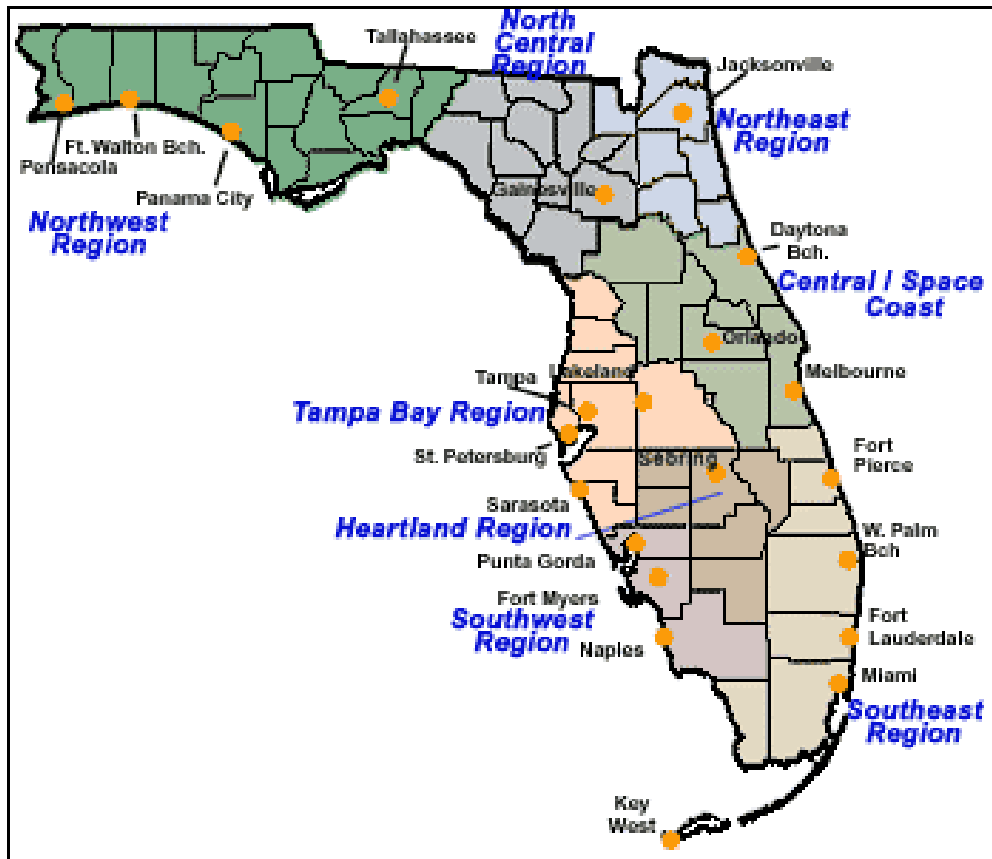 North
Central
Region
Tallahassee
Jacksonville
Northeast
Region
Ft. Walton Bch.
Pensacola
Panama City
Gainesville
Northwest
Region
Daytona
Bch.
Central / Space
Coast
Orlando
Lakeland
Tampa
Melbourne
Tampa Bay Region
St. Petersburg
Sebring
Fort
Pierce
Sarasota
Heartland Region
W. Palm
Bch
Punta Gorda
Fort Myers
Southwest
Region
Naples
Fort
Lauderdale
Miami
Southeast
Region
Key
West